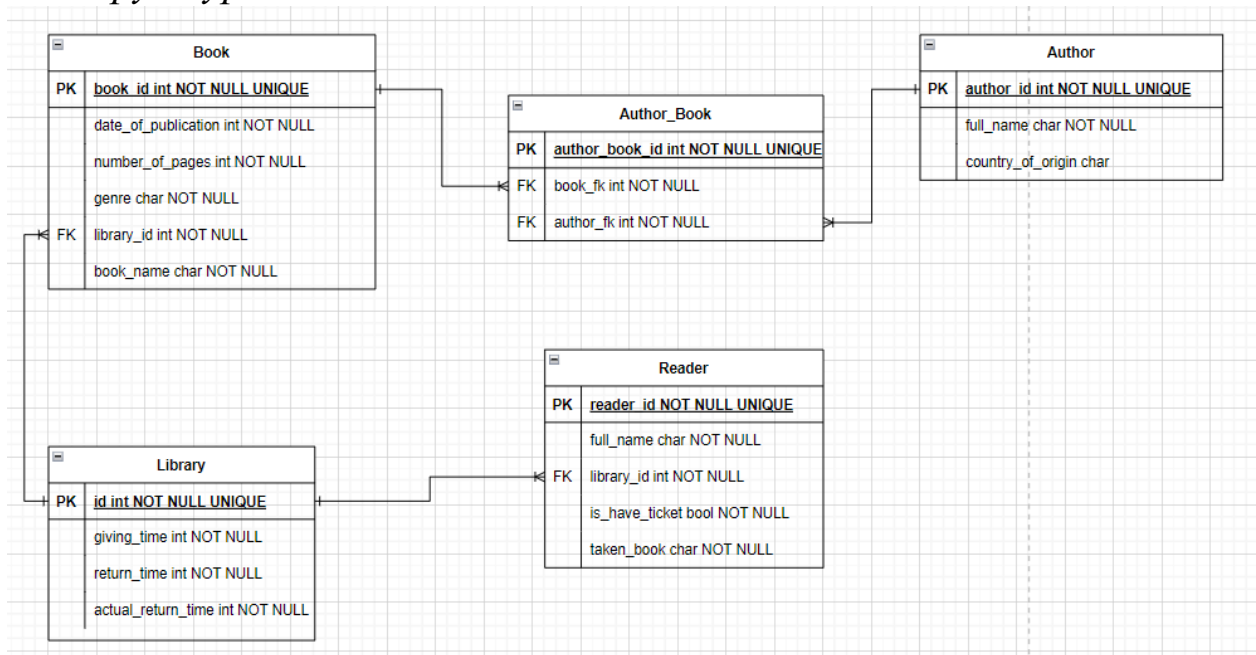 Book
PK book_id int NOT NULL UNIQUE
date_of_publication int NOT NULL
number_of_pages int NOT NULL
genre char NOT NULL
FK library_id int NOT NULL
book_name char NOT NULL
Author_Book
PK author_book_id int NOT NULL UNIQUE
FK book_fk int NOT NULL
FK author_fk int NOT NULL
Author
PK author_id int NOT NULL UNIQUE
full_name char NOT NULL
country_of_origin char
Reader
PK reader_id NOT NULL UNIQUE
full_name char NOT NULL
FK library_id int NOT NULL
is_have_ticket bool NOT NULL
taken_book char NOT NULL
Library
PK id int NOT NULL UNIQUE
giving_time int NOT NULL
return_time int NOT NULL
actual_return_time int NOT NULL